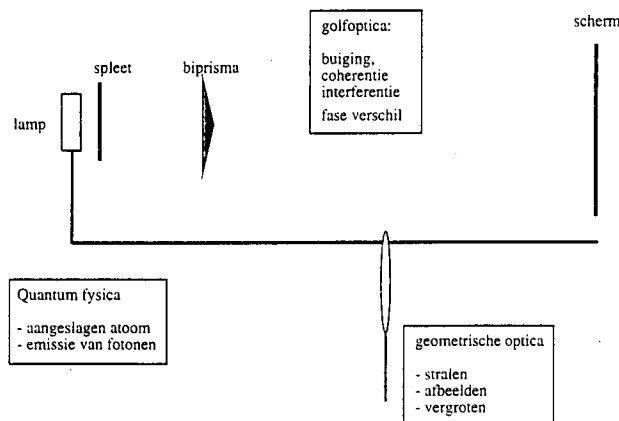 golfoptica:
buiging,
coherentie
interferentie
fase verschil
scherm
spleet
biprisma
lamp
Quantum fysica
- aangeslagen atoom
- emissie van fotonen
geometrische optica
- stralen
- afbeelden
- vergroten